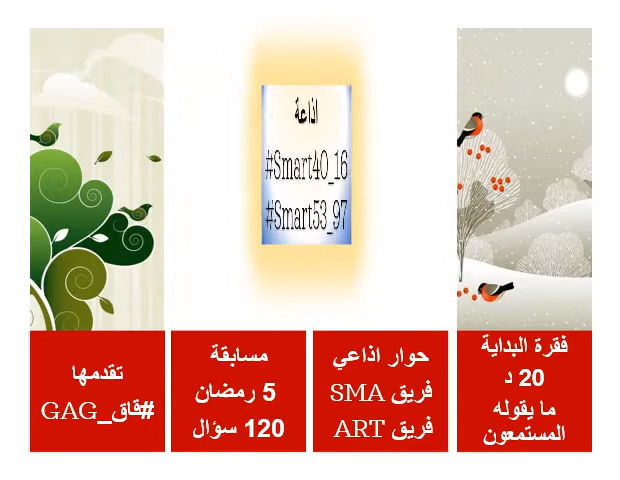 اذاعة
#Smart40_16
#Smart53_97
فقرة البداية
20 د
ما يقوله
المستمعون
حوار اذاعي
فريق SMA
فريق ART
مسابقة
5 رمضان
120 سؤال
تقدمها
#قاق_GAG